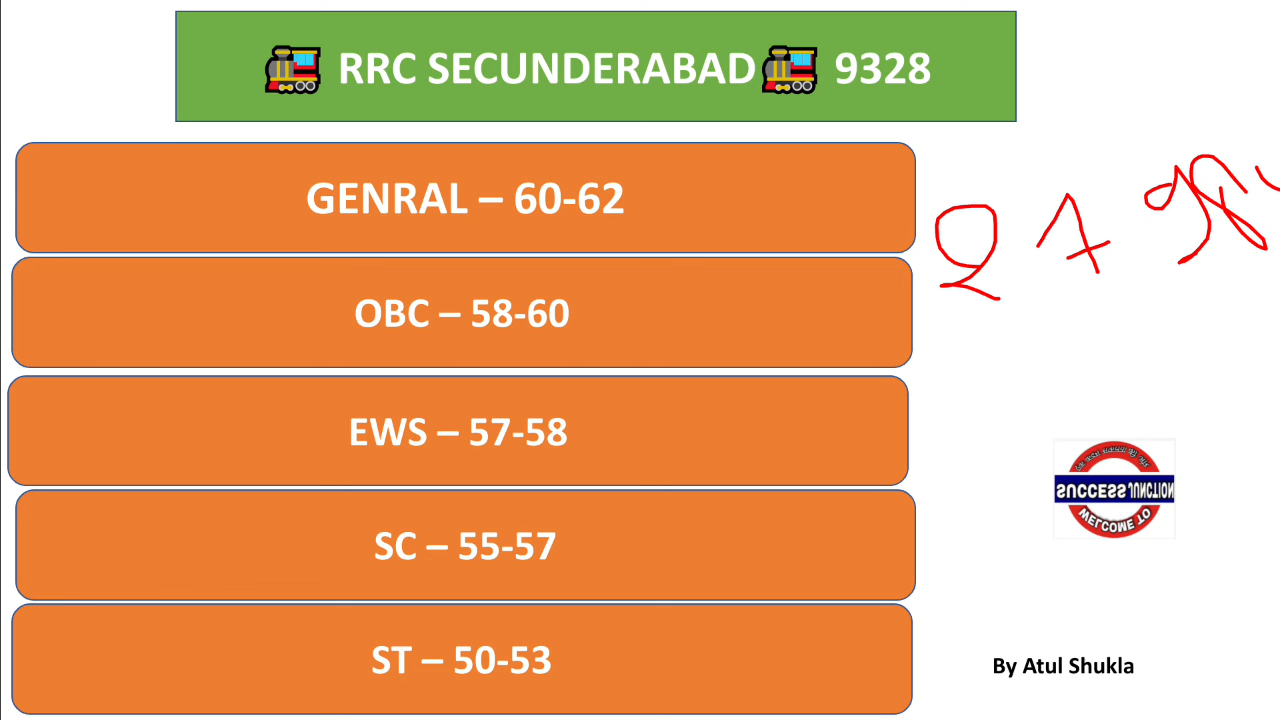 RRC SECUNDERABAD 9328
GENRAL – 60-62
OBC – 58-60
EWS – 57-58
SC – 55-57
ST – 50-53
SUCCESS JUNCTION
WELCOME TO
By Atul Shukla